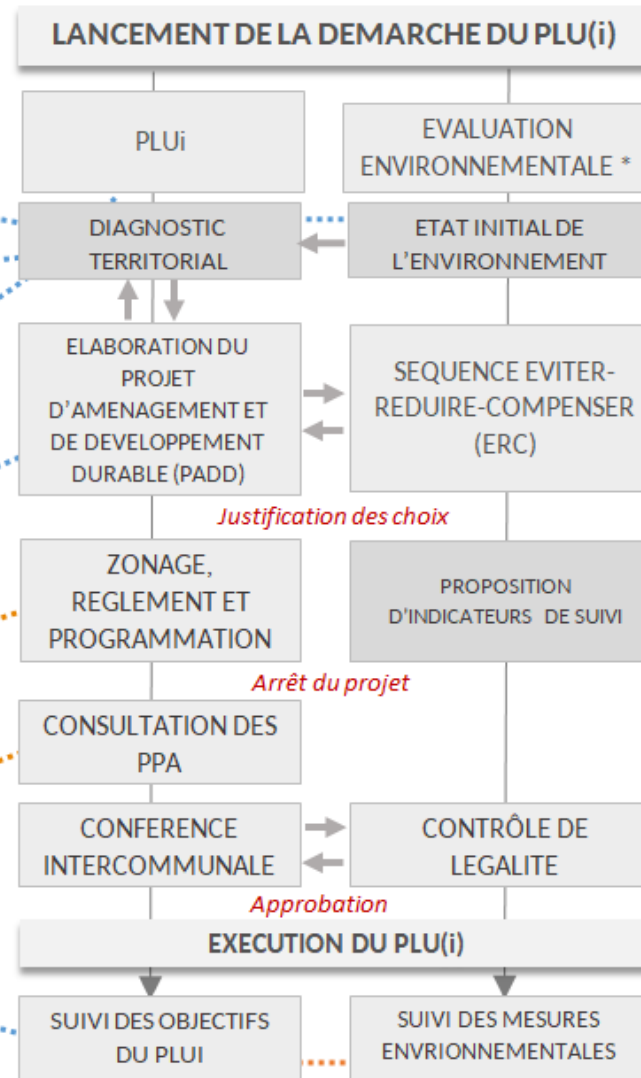 LANCEMENT DE LA DEMARCHE DU PLU(i)
PLUi
EVALUATION
ENVIRONNEMENTALE *
DIAGNOSTIC
TERRITORIAL
ETAT INITIAL DE
L'ENVIRONNEMENT
ELABORATION DU
PROJET
D'AMENAGEMENT ET
DE DEVELOPPEMENT
DURABLE (PADD)
SEQUENCE EVITER-
REDUIRE-COMPENSER
(ERC)
Justification des choix
ZONAGE,
REGLEMENT ET
PROGRAMMATION
PROPOSITION
D'INDICATEURS DE SUIVI
Arrêt du projet
CONSULTATION DES
PPA
CONFERENCE
INTERCOMMUNALE
CONTRÔLE DE
LEGALITE
Approbation
EXECUTION DU PLU(i)
SUIVI DES OBJECTIFS
DU PLUI
SUIVI DES MESURES
ENVRIONNEMENTALES